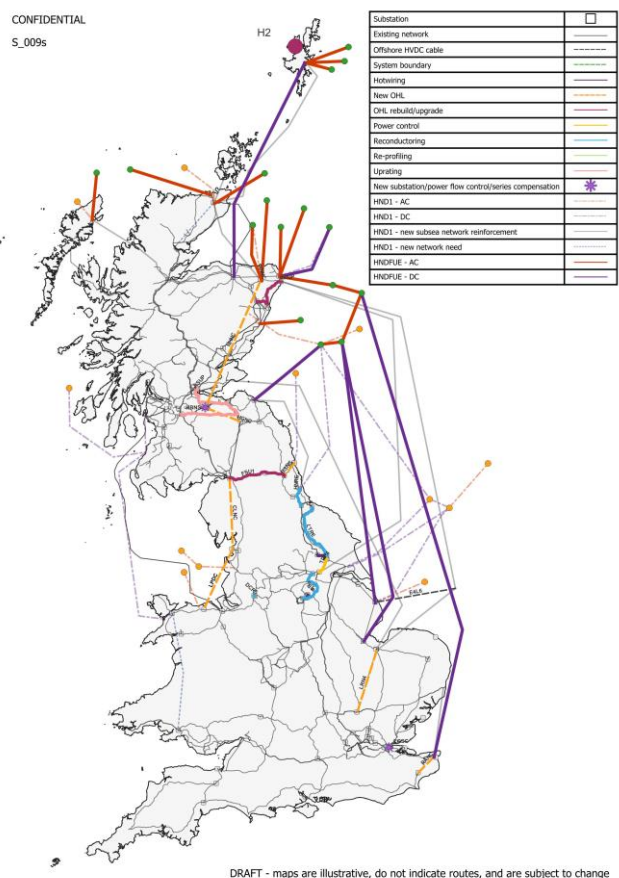 CONFIDENTIAL
S_009s
H2
Substation
Existing network
Offshore HVDC cable
System boundary
Hotwiring
New OHL
OHL rebuild/upgrade
Power control
Reconductoring
Re-profiling
Uprating
New substation/power flow control/series compensation
HND1 - AC
HND1 - DC
HND1 - new subsea network reinforcement
HND1 - new network need
HNDFUE - AC
HNDFUE - DC
CLNC
E4L5
DRAFT - maps are illustrative, do not indicate routes, and are subject to change